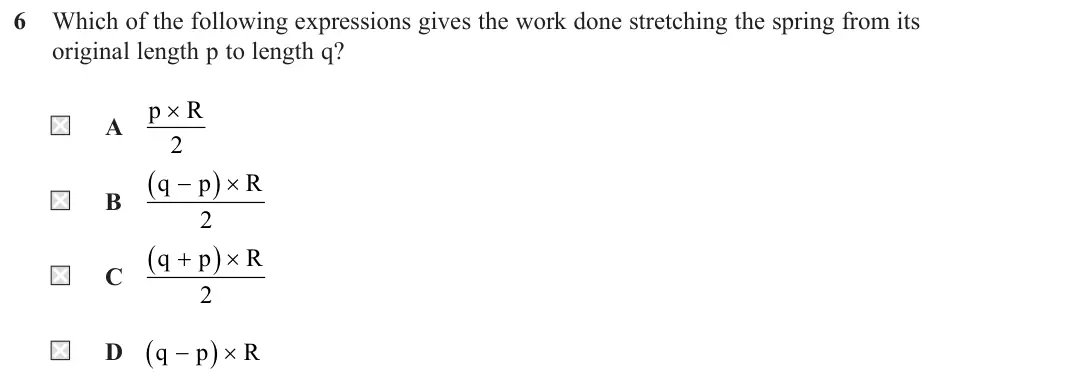 6 Which of the following expressions gives the work done stretching the spring from its
original length p to length q?
A p × R
2
B (q − p) × R
2
C (q + p) × R
2
D (q − p) × R